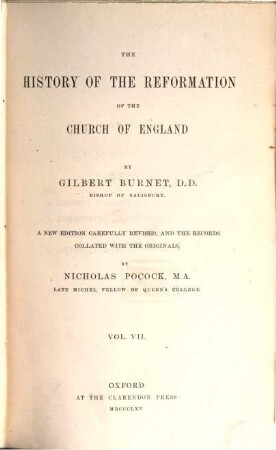 THE
HISTORY OF THE REFORMATION
OF THE
CHURCH OF ENGLAND
BY
GILBERT BURNET, D.D.
BISHOP OF SALISBURY.
A NEW EDITION CAREFULLY REVISED, AND THE RECORDS
COLLATED WITH THE ORIGINALS,
BY
NICHOLAS POCOCK, M.A.
LATE MICHEL FELLOW OF QUEEN'S COLLEGE.
VOL. VII.
OXFORD
AT THE CLARENDON PRESS
MDCCCLXV